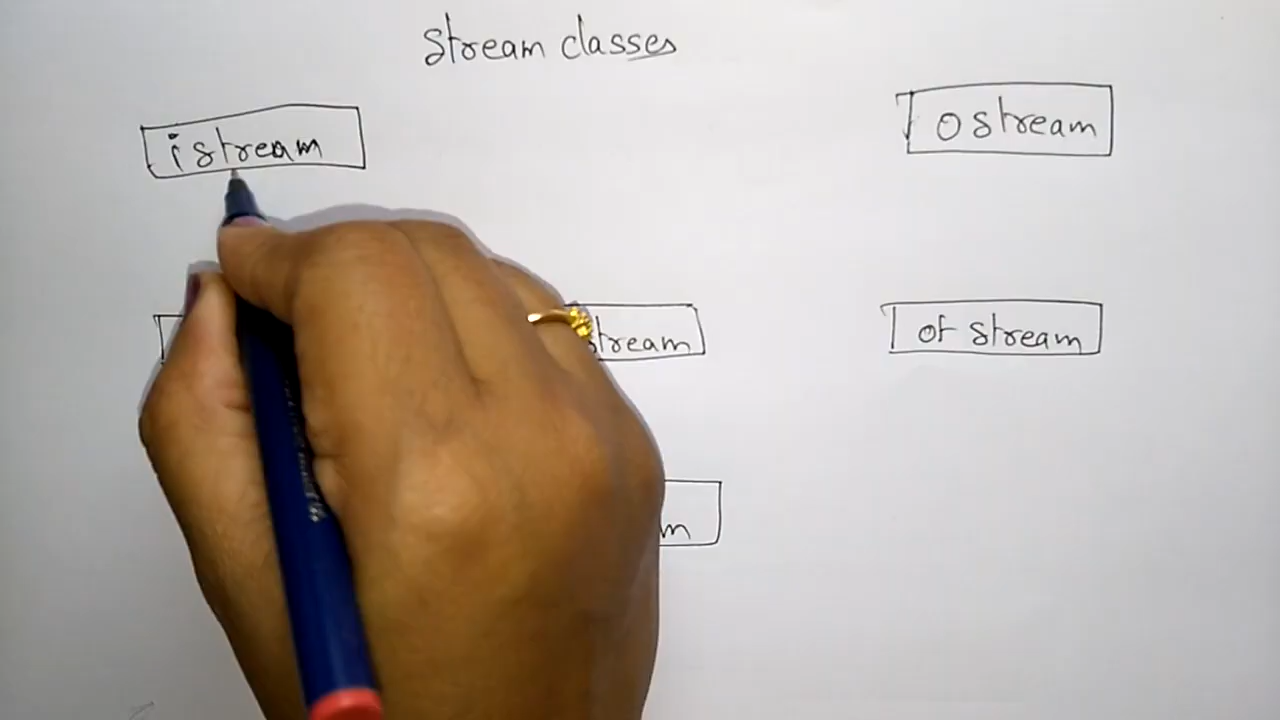 Stream classes
istream
ostream
stream
of stream
m